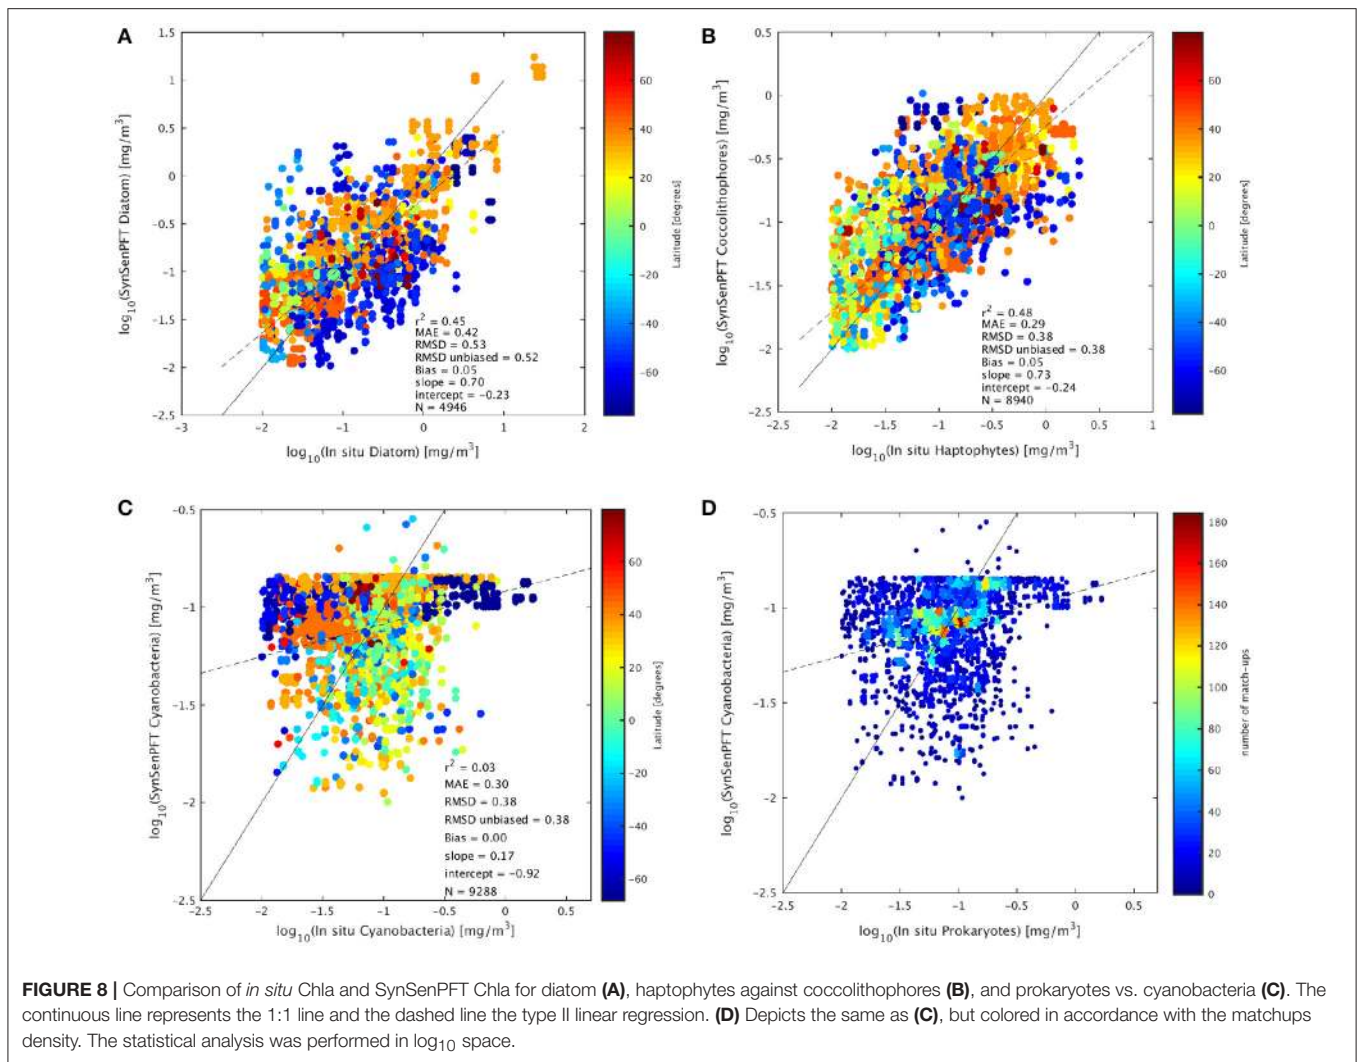 A
log10(SynSenPFT Diatom) [mg/m³]
1.5
1
0.5
0
−0.5
−1
−1.5
−2
−2.5
−3
−2
−1
0
1
2
log10(In situ Diatom) [mg/m³]
r² = 0.45
MAE = 0.42
RMSD = 0.53
RMSD unbiased = 0.52
Bias = 0.05
slope = 0.70
intercept = −0.23
N = 4946
60
40
20
0
−20
−40
−60
Latitude [degrees]
B
log10(SynSenPFT Coccolithophores) [mg/m³]
0.5
0
−0.5
−1
−1.5
−2
−2.5
−2.5
−2
−1.5
−1
−0.5
0
0.5
1
log10(In situ Haptophytes) [mg/m³]
r² = 0.48
MAE = 0.29
RMSD = 0.38
RMSD unbiased = 0.38
Bias = 0.05
slope = 0.73
intercept = −0.24
N = 8940
60
40
20
0
−20
−40
−60
Latitude [degrees]
C
log10(SynSenPFT Cyanobacteria) [mg/m³]
−0.5
−1
−1.5
−2
−2.5
−2.5
−2
−1.5
−1
−0.5
0
0.5
log10(In situ Cyanobacteria) [mg/m³]
r² = 0.03
MAE = 0.30
RMSD = 0.38
RMSD unbiased = 0.38
Bias = 0.00
slope = 0.17
intercept = −0.92
N = 9288
60
40
20
0
−20
−40
−60
Latitude [degrees]
D
log10(SynSenPFT Cyanobacteria) [mg/m³]
−0.5
−1
−1.5
−2
−2.5
−2.5
−2
−1.5
−1
−0.5
0
0.5
log10(In situ Prokaryotes) [mg/m³]
180
160
140
120
100
80
60
40
20
0
number of match-ups
FIGURE 8 | Comparison of in situ Chla and SynSenPFT Chla for diatom (A), haptophytes against coccolithophores (B), and prokaryotes vs. cyanobacteria (C). The
continuous line represents the 1:1 line and the dashed line the type II linear regression. (D) Depicts the same as (C), but colored in accordance with the matchups
density. The statistical analysis was performed in log10 space.